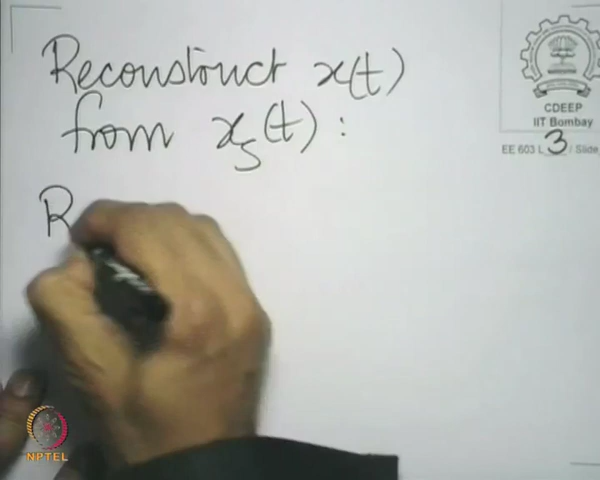 Reconstruct x(t)
from x_s(t) :
R
CDEEP
IIT Bombay
EE 603 L 3 / Slide
NPTEL